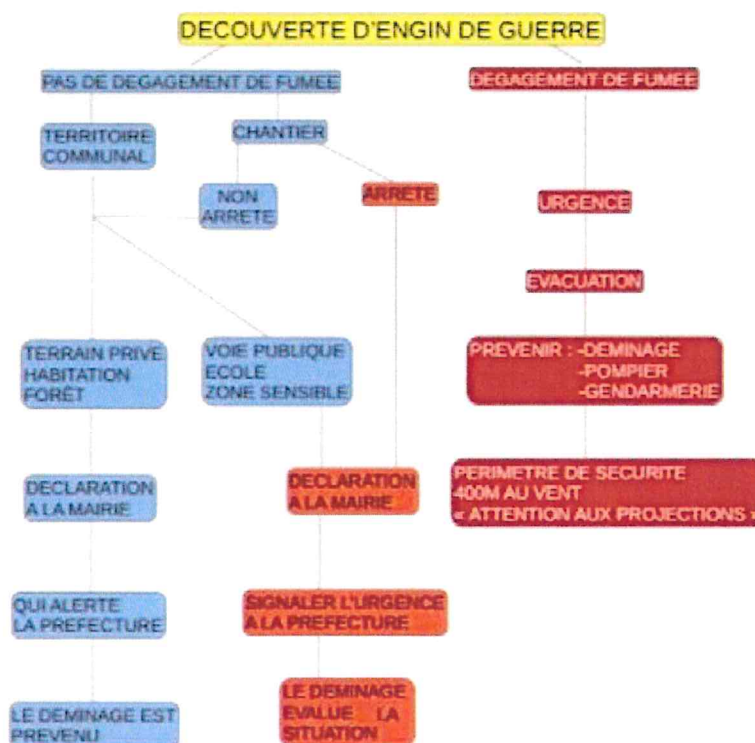 DECOUVERTE D'ENGIN DE GUERRE
PAS DE DEGAGEMENT DE FUMEE
DEGAGEMENT DE FUMEE
TERRITOIRE
COMMUNAL
CHANTIER
NON
ARRETE
ARRETE
URGENCE
EVACUATION
TERRAIN PRIVE
HABITATION
FORÊT
VOIE PUBLIQUE
ECOLE
ZONE SENSIBLE
PREVENIR : -DEMINAGE
-POMPIER
-GENDARMERIE
DECLARATION
A LA MAIRIE
DECLARATION
A LA MAIRIE
PERIMETRE DE SECURITE
400M AU VENT
« ATTENTION AUX PROJECTIONS »
QUI ALERTE
LA PREFECTURE
SIGNALER L'URGENCE
A LA PREFECTURE
LE DEMINAGE EST
PREVENU
LE DEMINAGE
EVALUE LA
SITUATION